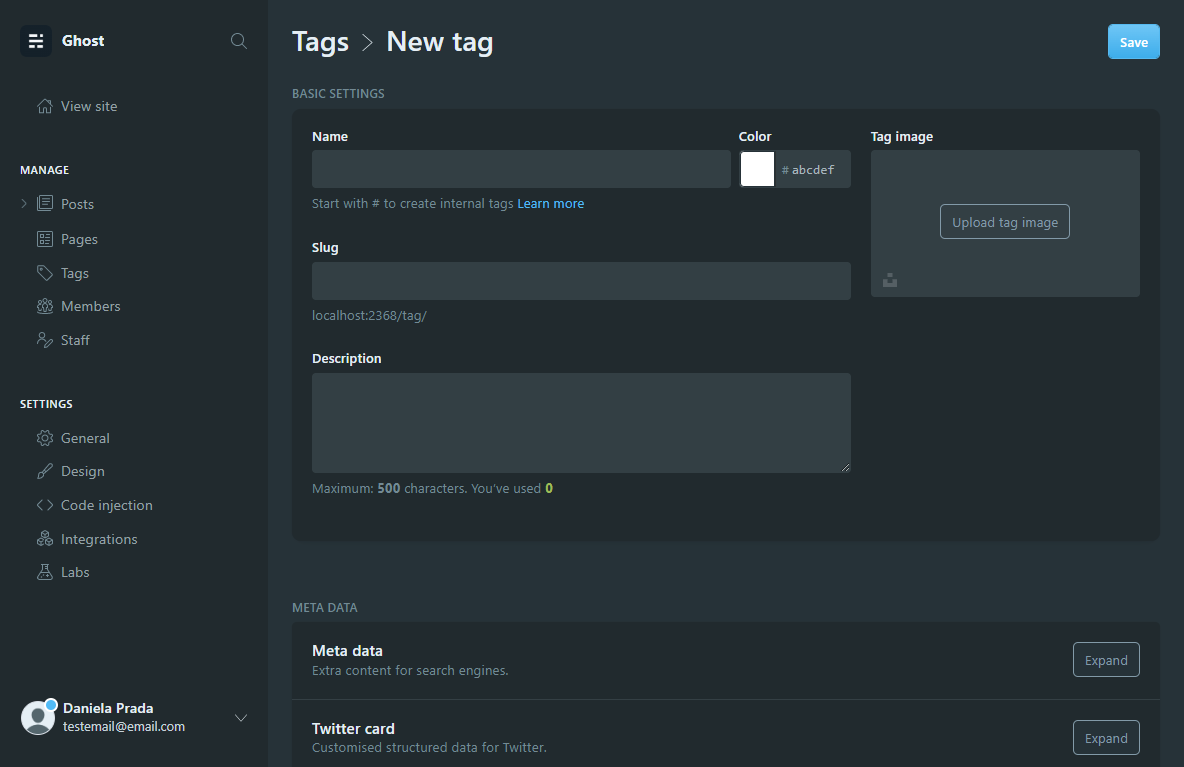 Ghost
View site
MANAGE
Posts
Pages
Tags
Members
Staff
SETTINGS
General
Design
Code injection
Integrations
Labs
Daniela Prada
testemail@email.com
Tags > New tag
Save
BASIC SETTINGS
Name
Start with # to create internal tags Learn more
Color
# abcdef
Tag image
Upload tag image
Slug
localhost:2368/tag/
Description
Maximum: 500 characters. You've used 0
META DATA
Meta data
Extra content for search engines.
Expand
Twitter card
Customised structured data for Twitter.
Expand